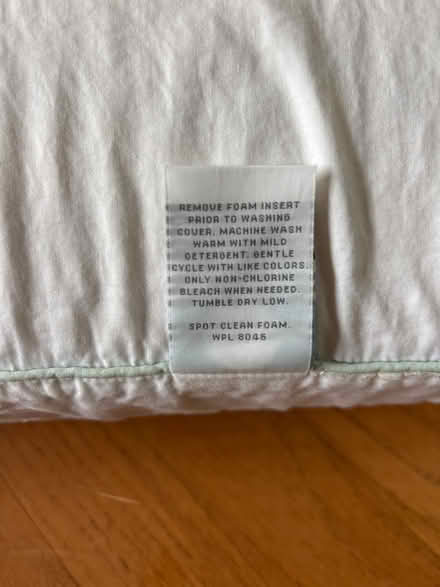 REMOVE FOAM INSERT
PRIOR TO WASHING
COVER. MACHINE WASH
WARM WITH MILD
DETERGENT. GENTLE
CYCLE WITH LIKE COLORS.
ONLY NON-CHLORINE
BLEACH WHEN NEEDED.
TUMBLE DRY LOW.
SPOT CLEAN FOAM.
WPL 8046